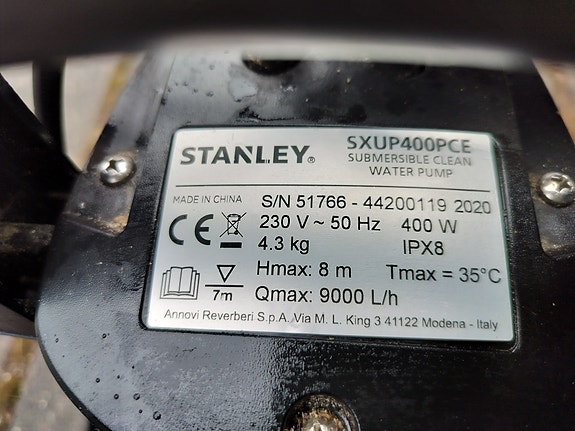 STANLEY®
SXUP400PCE
SUBMERSIBLE CLEAN
WATER PUMP
MADE IN CHINA
S/N 51766 - 44200119 2020
CE
230 V ~ 50 Hz 400 W
4.3 kg IPX8
7m
Hmax: 8 m Tmax = 35°C
Qmax: 9000 L/h
Annovi Reverberi S.p.A. Via M. L. King 3 41122 Modena - Italy